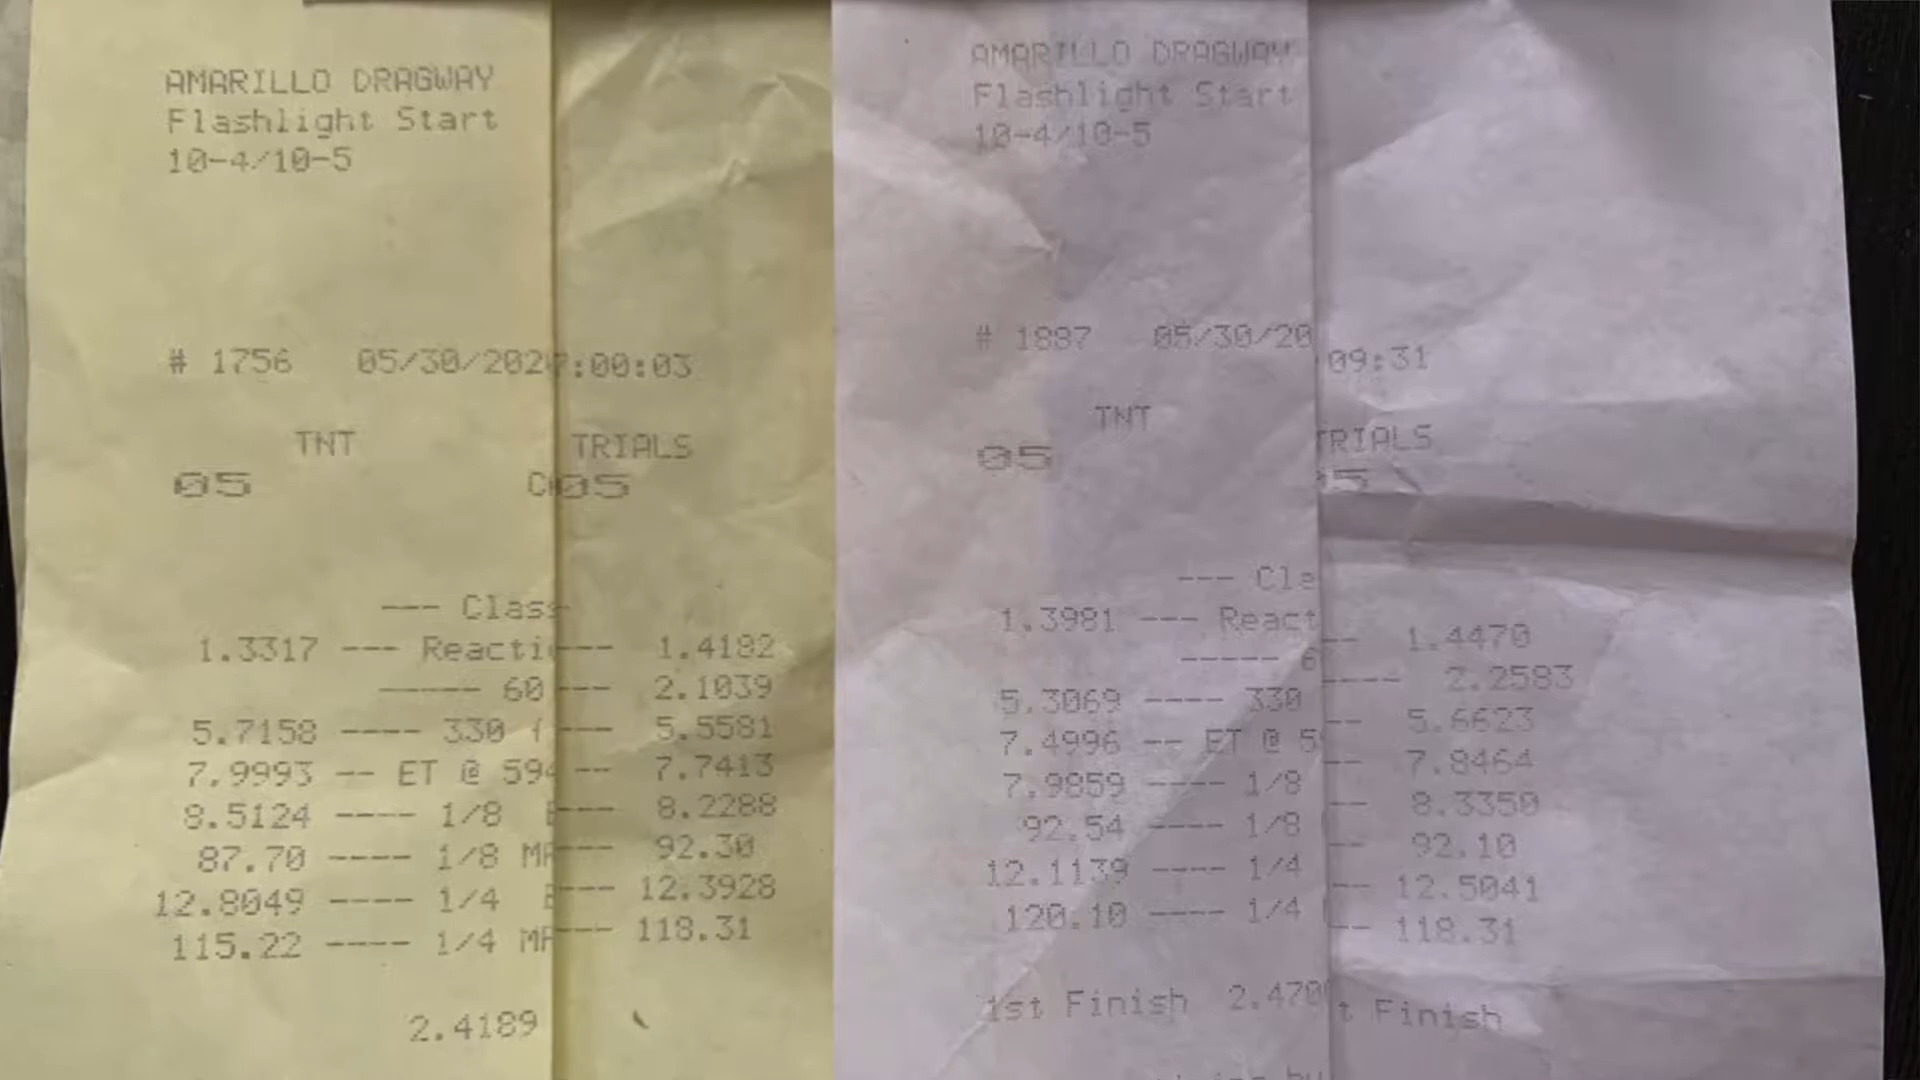 AMARILLO DRAGWAY
Flashlight Start
10-4/10-5
# 1756 05/30/202
:00:03
TNT
TRIALS
05
05
--- Class
1.3317 --- Reacti
--- 1.4182
----- 60
--- 2.1039
5.7158 ---- 330
--- 5.5581
7.9993 -- ET @ 594
-- 7.7413
8.5124 ---- 1/8
--- 8.2288
87.70 ---- 1/8
--- 92.30
12.8049 ---- 1/4
--- 12.3928
115.22 ---- 1/4
--- 118.31
2.4189
AMARILLO DRAGWAY
Flashlight Start
10-4/10-5
# 1887 05/30/20
09:31
TNT
TRIALS
05
5
--- Cla
1.3981 --- React
-- 1.4470
----- 6
---- 2.2583
5.3069 ---- 330
-- 5.6623
7.4996 -- ET @ 5
-- 7.8464
7.9859 ---- 1/8
-- 8.3350
92.54 ---- 1/8
-- 92.10
12.1139 ---- 1/4
-- 12.5041
120.10 ---- 1/4
-- 118.31
1st Finish 2.470
t Finish